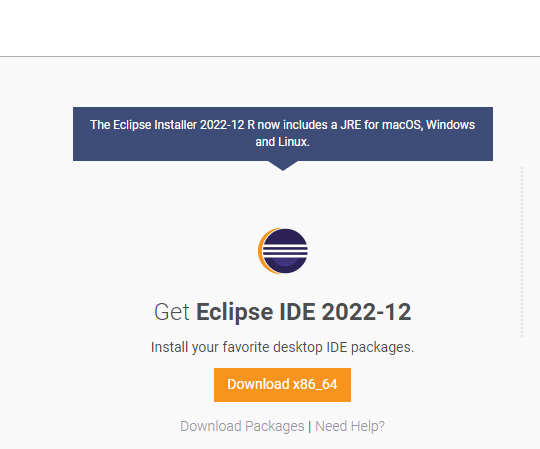 The Eclipse Installer 2022-12 R now includes a JRE for macOS, Windows
and Linux.
Get Eclipse IDE 2022-12
Install your favorite desktop IDE packages.
Download x86_64
Download Packages | Need Help?